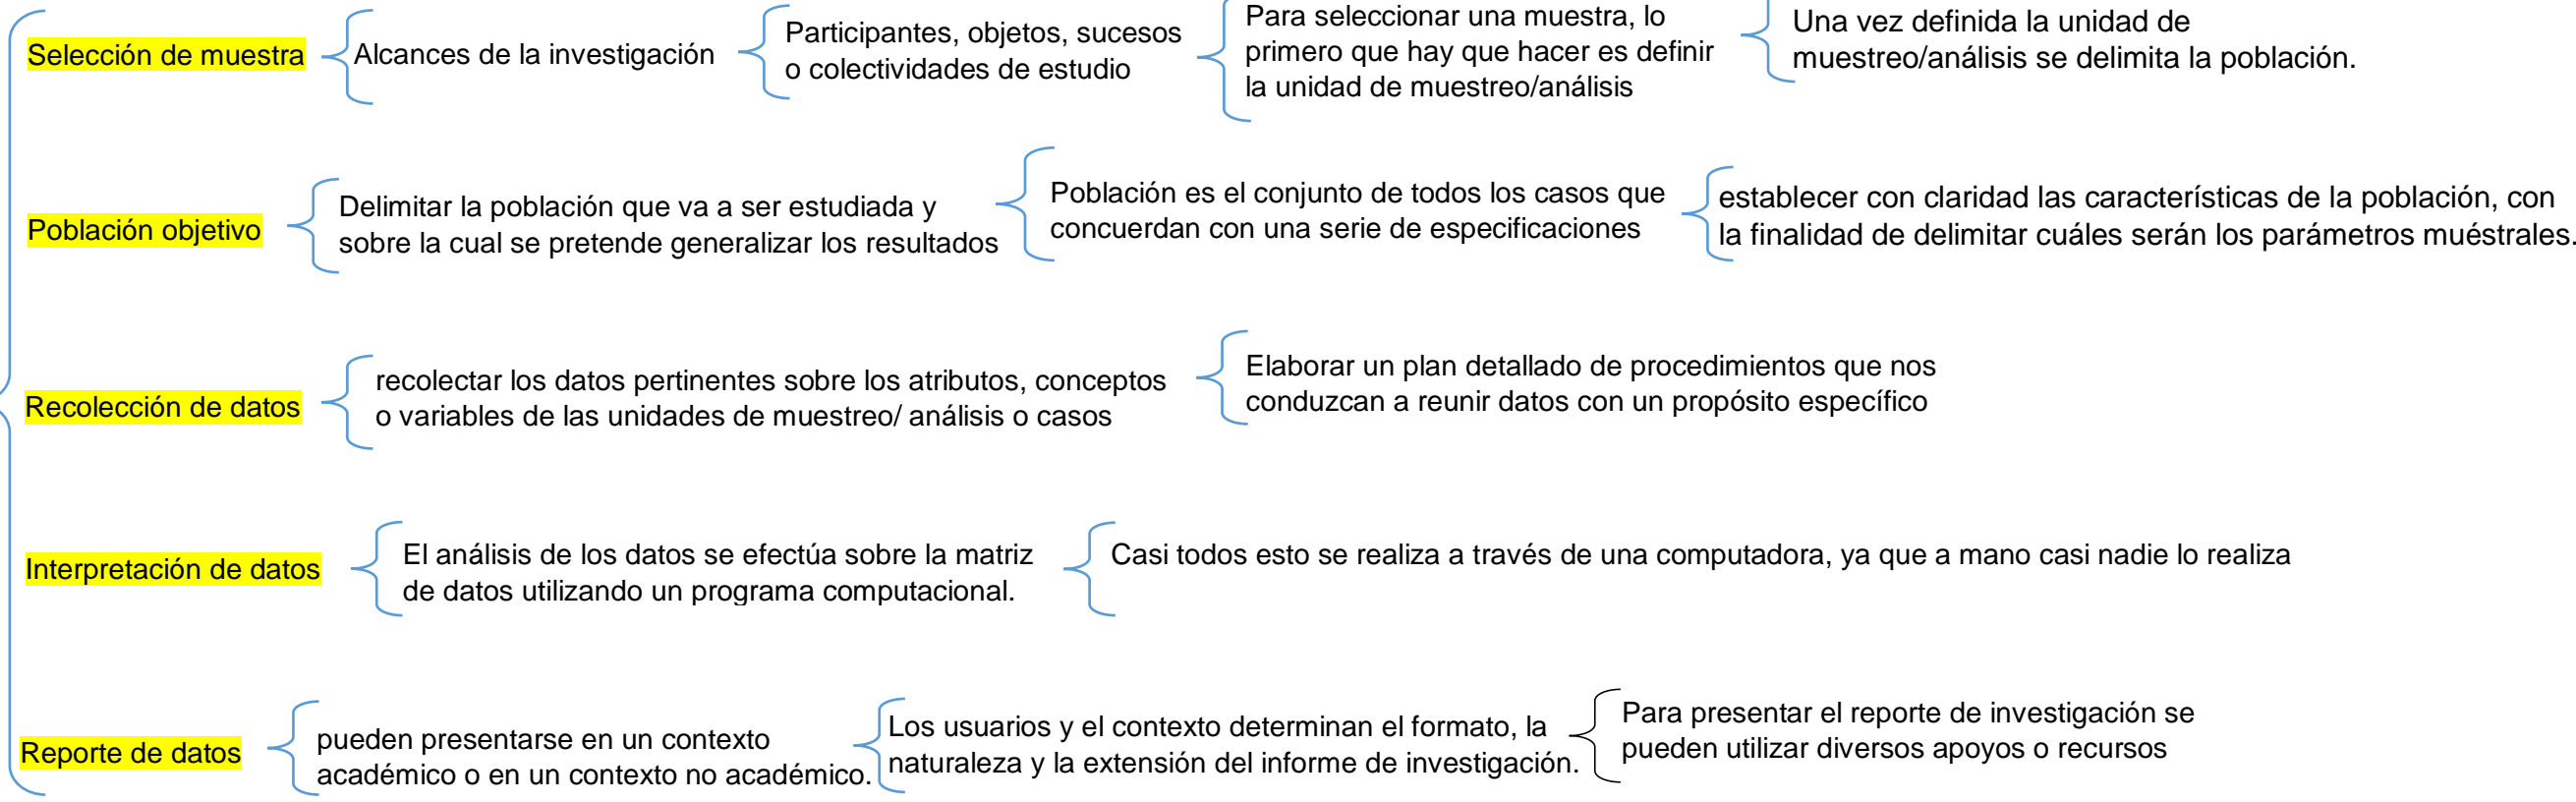 Selección de muestra
Alcances de la investigación
Participantes, objetos, sucesos
o colectividades de estudio
Para seleccionar una muestra, lo
primero que hay que hacer es definir
la unidad de muestreo/análisis
Una vez definida la unidad de
muestreo/análisis se delimita la población.
Población objetivo
Delimitar la población que va a ser estudiada y
sobre la cual se pretende generalizar los resultados
Población es el conjunto de todos los casos que
concuerdan con una serie de especificaciones
establecer con claridad las características de la población, con
la finalidad de delimitar cuáles serán los parámetros muéstrales.
Recolección de datos
recolectar los datos pertinentes sobre los atributos, conceptos
o variables de las unidades de muestreo/ análisis o casos
Elaborar un plan detallado de procedimientos que nos
conduzcan a reunir datos con un propósito específico
Interpretación de datos
El análisis de los datos se efectúa sobre la matriz
de datos utilizando un programa computacional.
Casi todos esto se realiza a través de una computadora, ya que a mano casi nadie lo realiza
Reporte de datos
pueden presentarse en un contexto
académico o en un contexto no académico.
Los usuarios y el contexto determinan el formato, la
naturaleza y la extensión del informe de investigación.
Para presentar el reporte de investigación se
pueden utilizar diversos apoyos o recursos